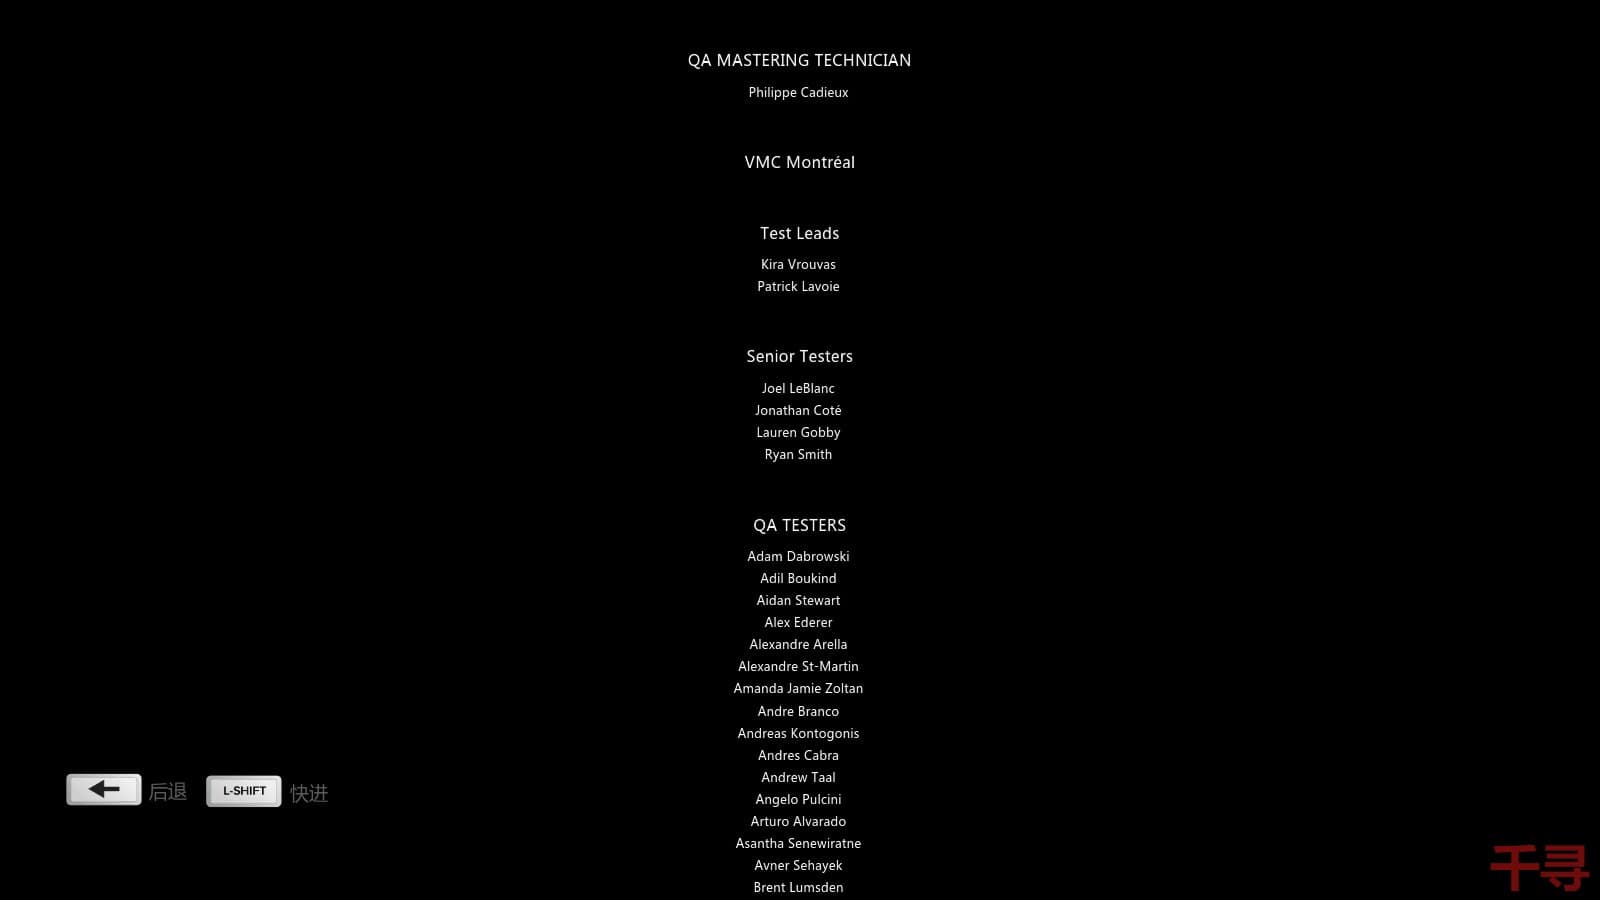 QA MASTERING TECHNICIAN
Philippe Cadieux
VMC Montréal
Test Leads
Kira Vrouvas
Patrick Lavoie
Senior Testers
Joel LeBlanc
Jonathan Coté
Lauren Gobby
Ryan Smith
QA TESTERS
Adam Dabrowski
Adil Boukind
Aidan Stewart
Alex Ederer
Alexandre Arella
Alexandre St-Martin
Amanda Jamie Zoltan
Andre Branco
Andreas Kontogonis
Andres Cabra
Andrew Taal
Angelo Pulcini
Arturo Alvarado
Asantha Senewiratne
Avner Sehayek
Brent Lumsden
后退 L-SHIFT 快进
千寻